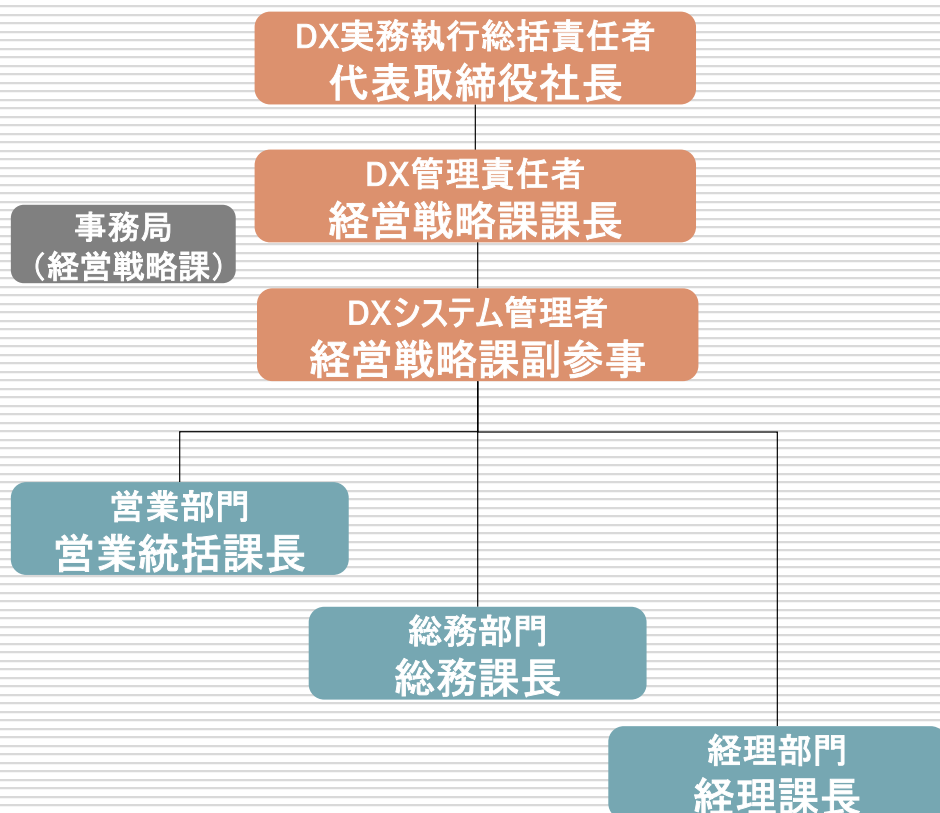 DX実務執行総括責任者
代表取締役社長
DX管理責任者
経営戦略課課長
事務局
（経営戦略課）
DXシステム管理者
経営戦略課副参事
営業部門
営業統括課長
総務部門
総務課長
経理部門
経理課長